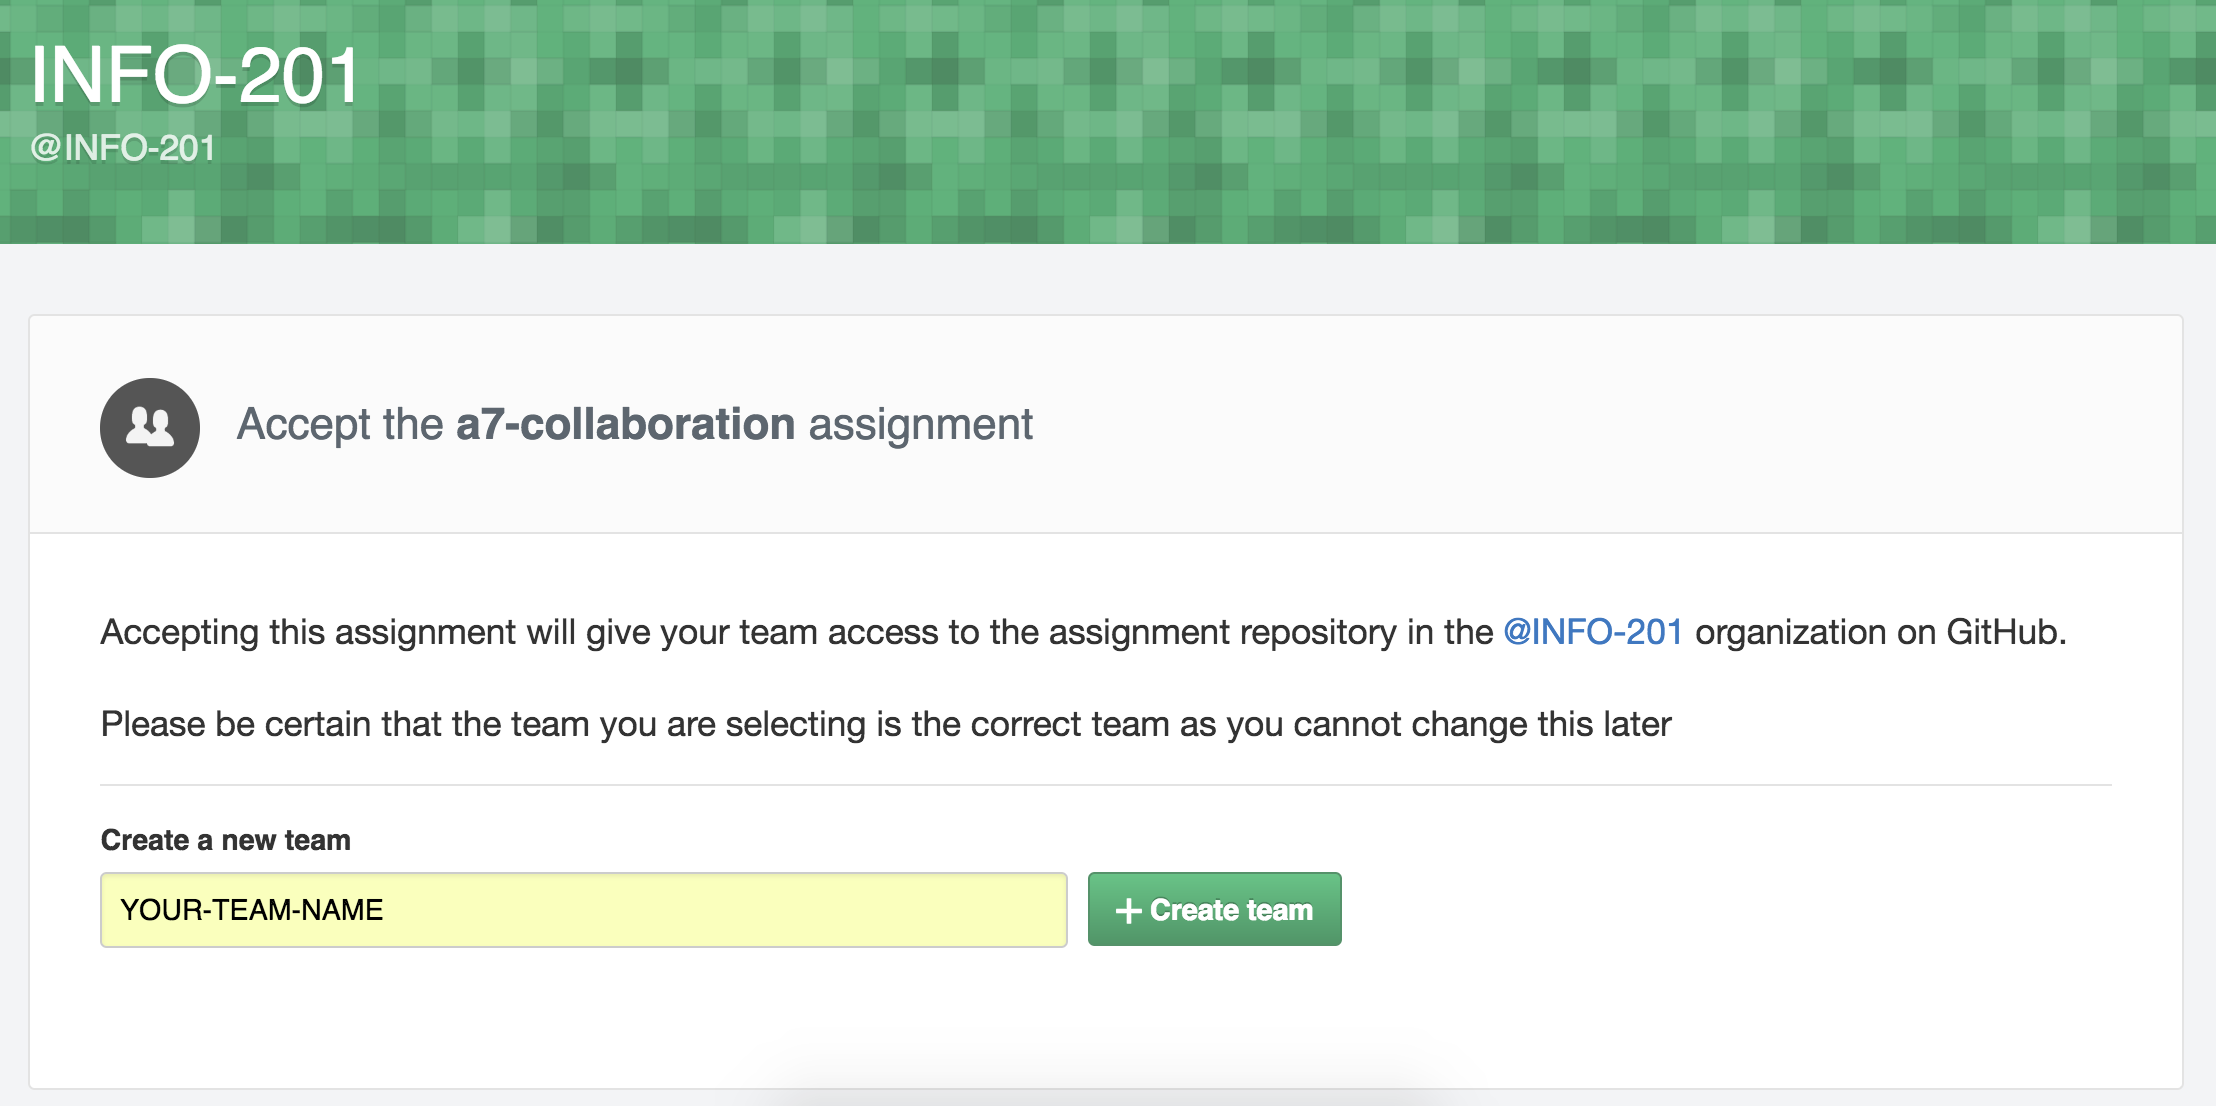 INFO-201
@INFO-201
Accept the a7-collaboration assignment
Accepting this assignment will give your team access to the assignment repository in the @INFO-201 organization on GitHub.
Please be certain that the team you are selecting is the correct team as you cannot change this later
Create a new team
YOUR-TEAM-NAME
+ Create team